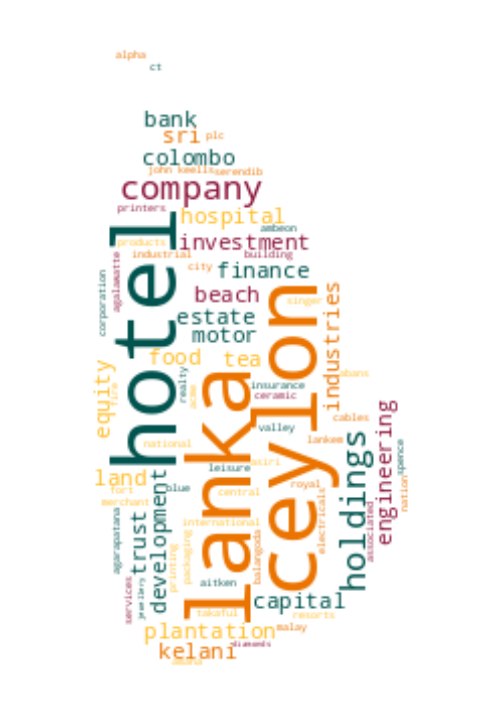 alpha
ct
bank
sri plc
colombo
john keells serendib
company
printers
hospital
ambeon
products investment
industrial building
city finance
agalawatte
corporation
hotel
beach singer
estate
motor
industries
food tea
realty
acme
abans
equity
fire
insurance
ceramic
lanka
ceylon
cables
valley
national lankem
engineering
spence
holdings
leisure asiri
land
blue
royal
nation
fort central
merchant
development
trust
agarapatana
international
electricals
associated
packaging
printing
balangoda
services
jewellery
aitken
capital
takaful resorts
plantation malay
diamonds
kelani
amana